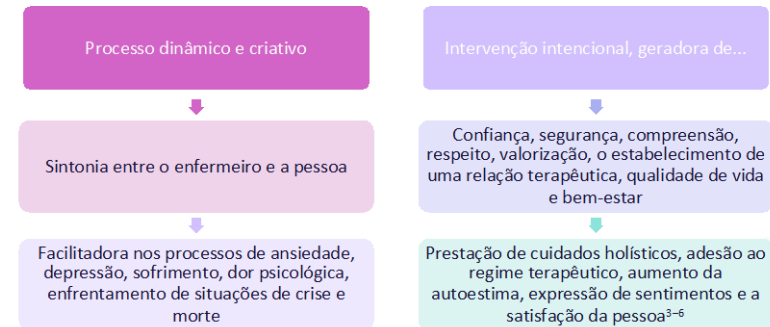 Processo dinâmico e criativo
Sintonia entre o enfermeiro e a pessoa
Facilitadora nos processos de ansiedade,
depressão, sofrimento, dor psicológica,
enfrentamento de situações de crise e
morte
Intervenção intencional, geradora de...
Confiança, segurança, compreensão,
respeito, valorização, o estabelecimento de
uma relação terapêutica, qualidade de vida
e bem-estar
Prestação de cuidados holísticos, adesão ao
regime terapêutico, aumento da
autoestima, expressão de sentimentos e a
satisfação da pessoa³⁻⁶